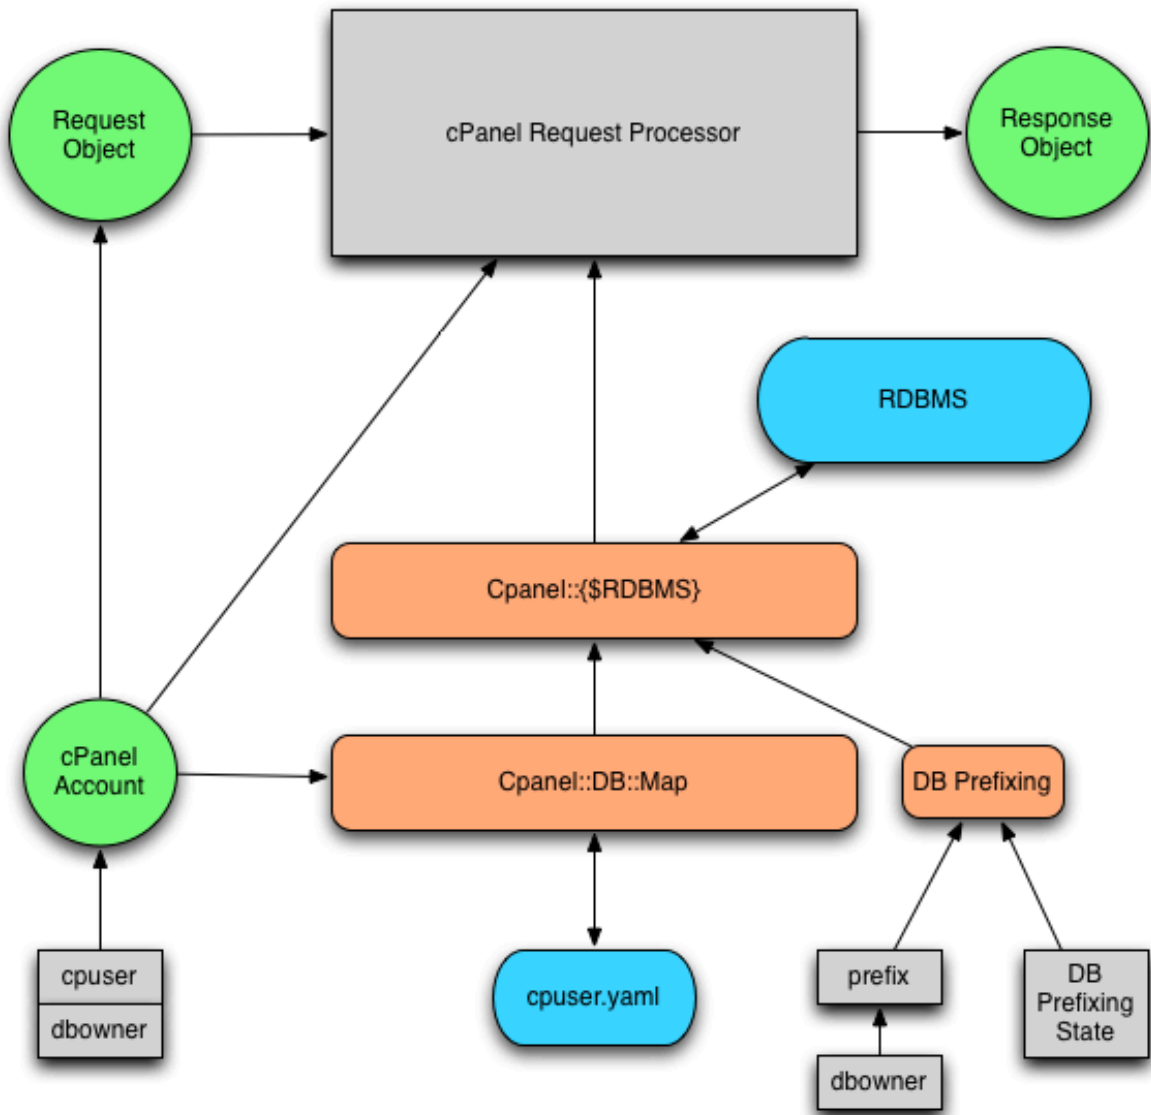 Request
Object
cPanel Request Processor
Response
Object
RDBMS
Cpanel::{$RDBMS}
cPanel
Account
Cpanel::DB::Map
DB Prefixing
cpuser
dbowner
cpuser.yaml
prefix
dbowner
DB
Prefixing
State